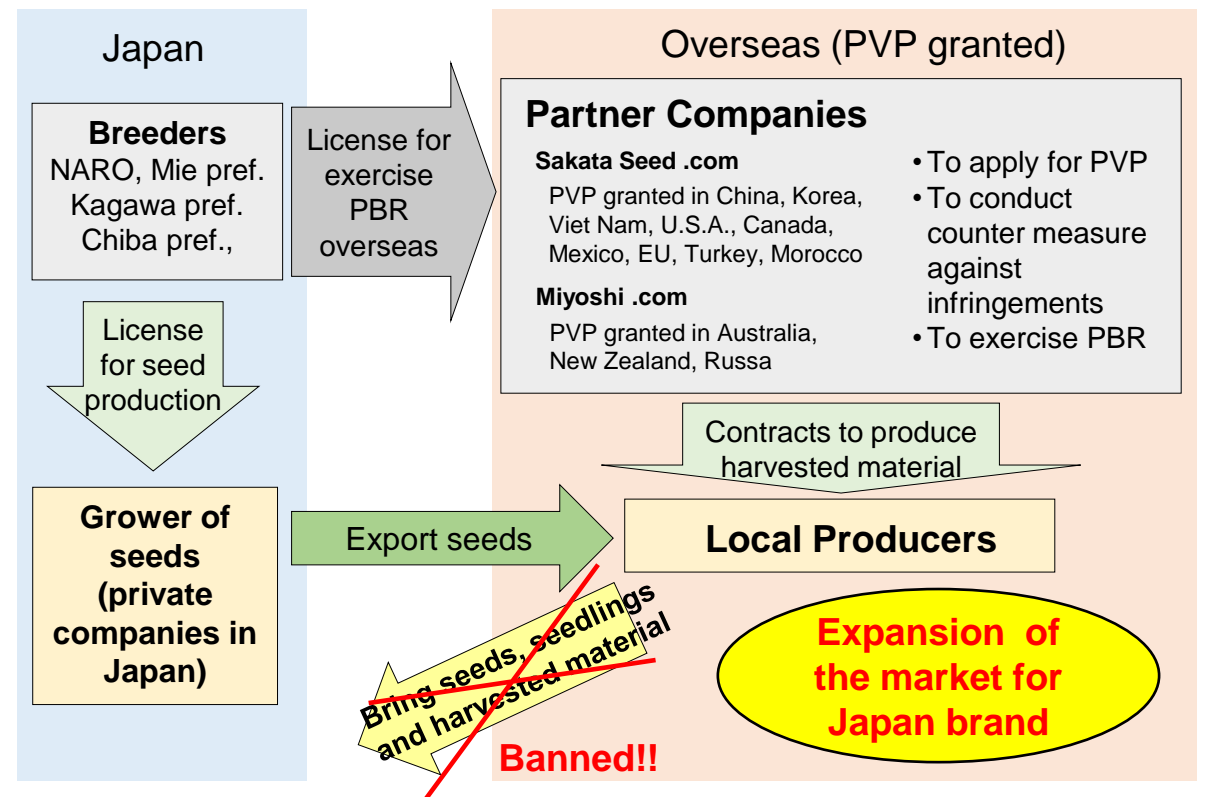 Japan
Overseas (PVP granted)
Breeders
NARO, Mie pref.
Kagawa pref.
Chiba pref.,
License for
exercise
PBR
overseas
Partner Companies
Sakata Seed .com
PVP granted in China, Korea,
Viet Nam, U.S.A., Canada,
Mexico, EU, Turkey, Morocco
Miyoshi .com
PVP granted in Australia,
New Zealand, Russa
• To apply for PVP
• To conduct
counter measure
against
infringements
• To exercise PBR
License
for seed
production
Contracts to produce
harvested material
Grower of
seeds
(private
companies in
Japan)
Export seeds
Local Producers
Bring seeds, seedlings
and harvested material
Banned!!
Expansion of
the market for
Japan brand